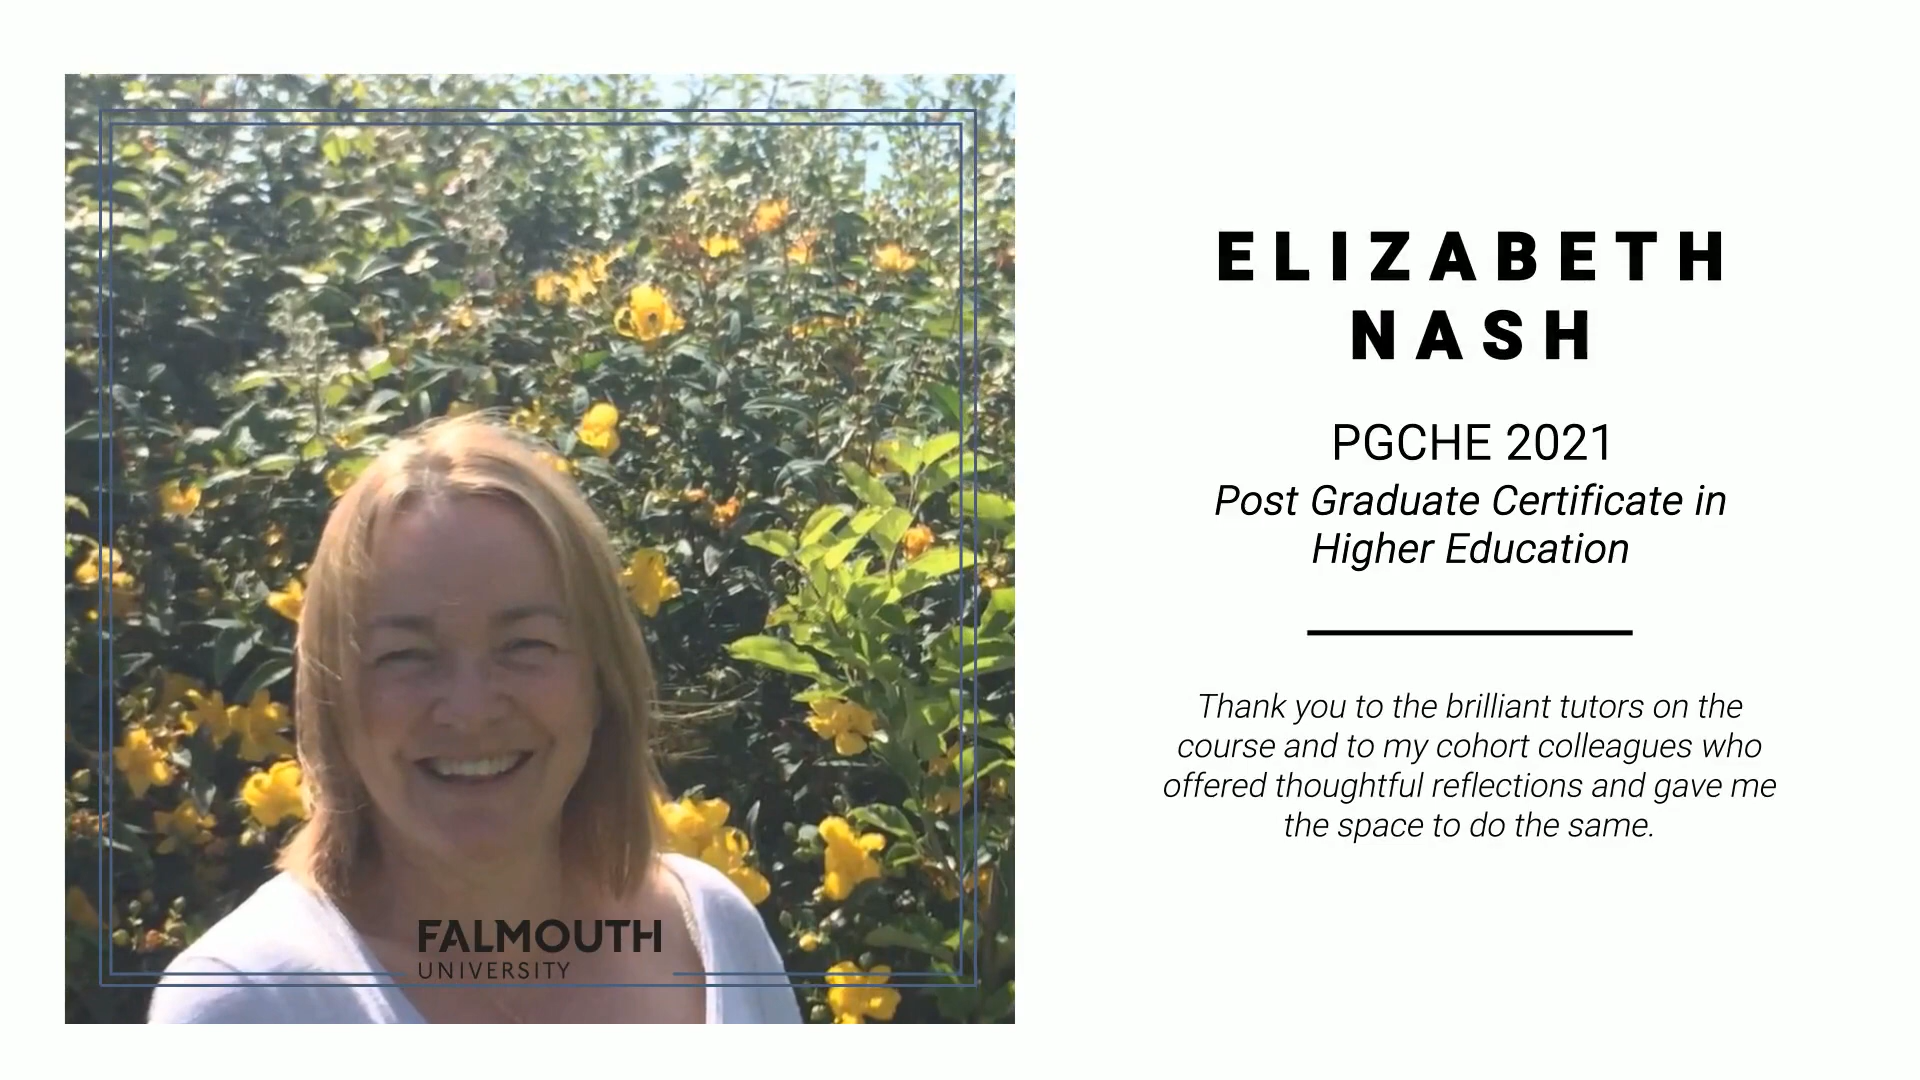 ELIZABETH
NASH
PGCHE 2021
Post Graduate Certificate in
Higher Education
Thank you to the brilliant tutors on the
course and to my cohort colleagues who
offered thoughtful reflections and gave me
the space to do the same.
FALMOUTH
UNIVERSITY